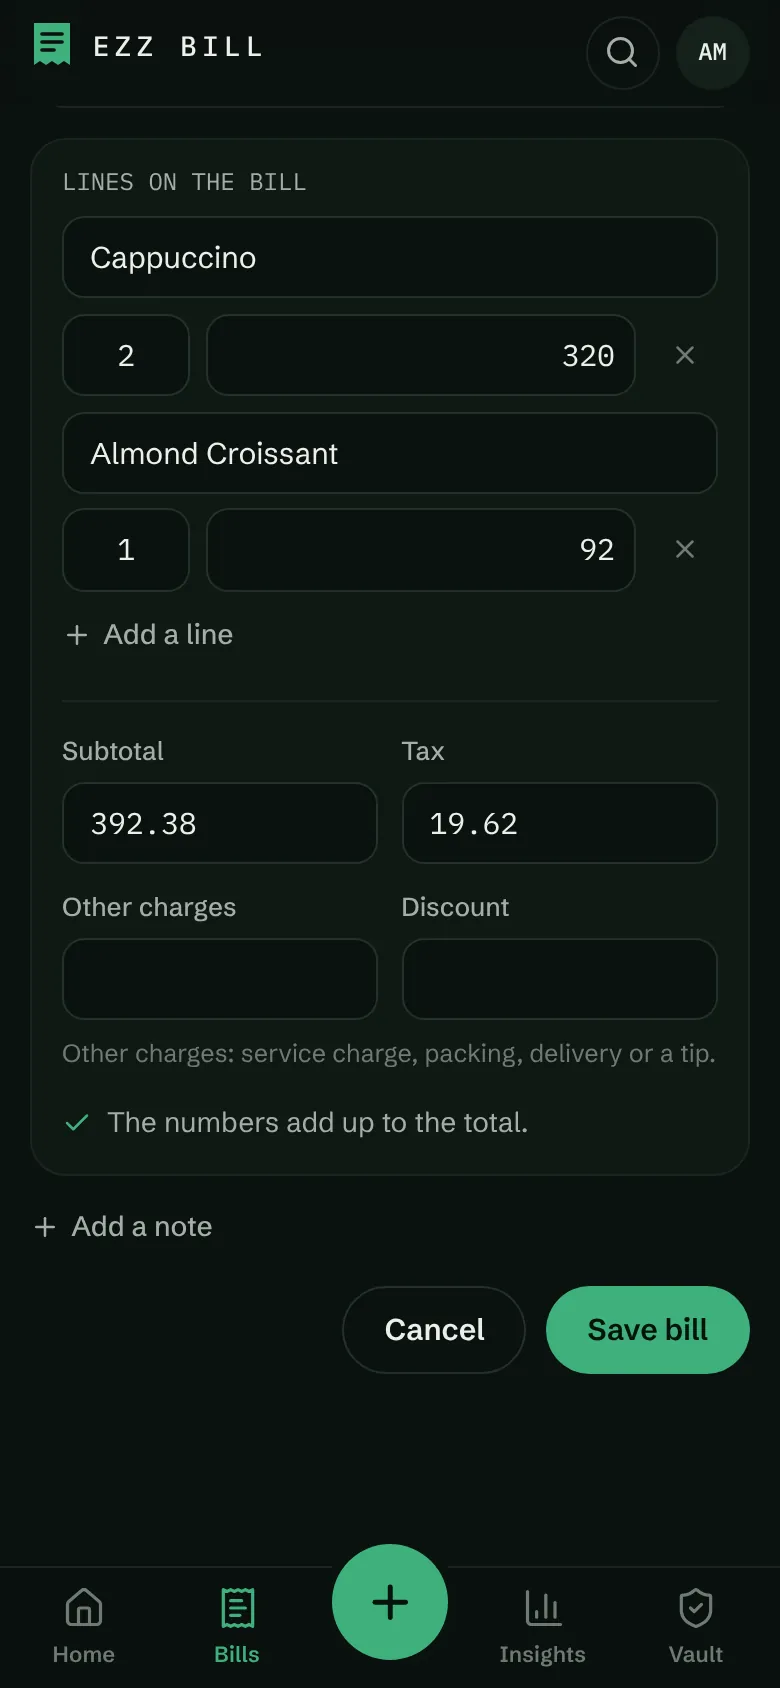 EZZ BILL
AM
LINES ON THE BILL
Cappuccino
2 320
Almond Croissant
1 92
Add a line
Subtotal Tax
392.38 19.62
Other charges Discount
Other charges: service charge, packing, delivery or a tip.
The numbers add up to the total.
Add a note
Cancel Save bill
Home Bills Insights Vault